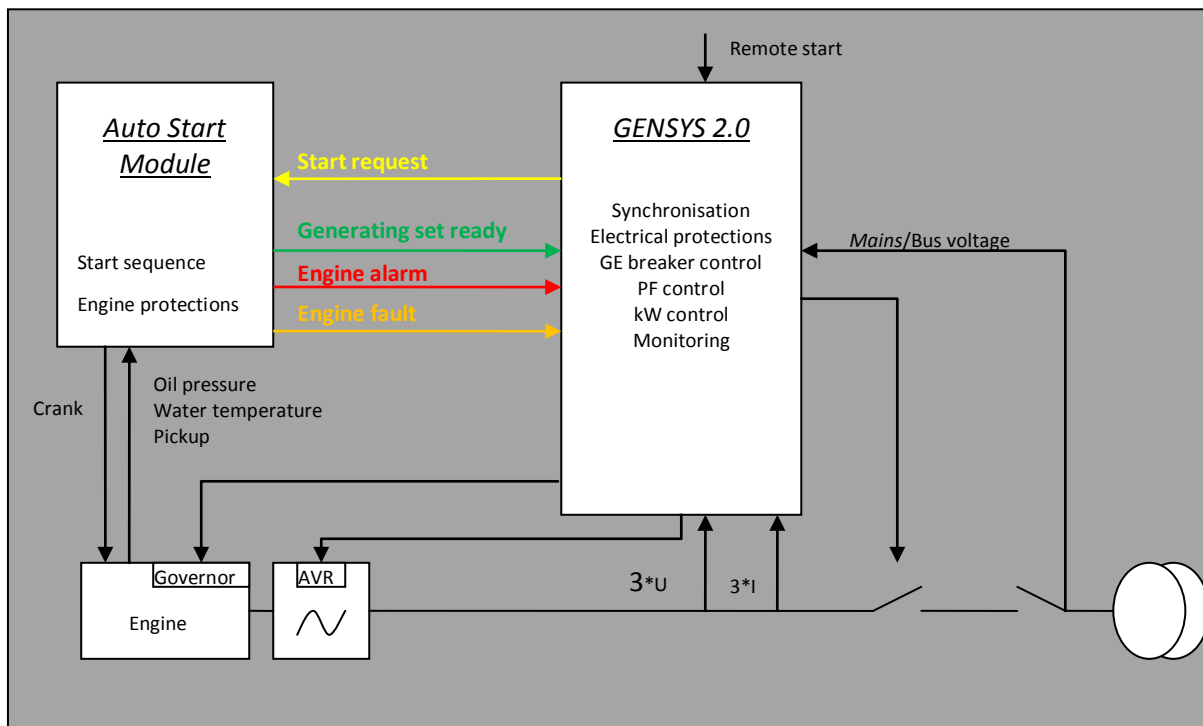 Remote start
Auto Start
Module
Start sequence
Engine protections
Start request
Generating set ready
Engine alarm
Engine fault
GENSYS 2.0
Synchronisation
Electrical protections
GE breaker control
PF control
kW control
Monitoring
Mains/Bus voltage
Crank
Oil pressure
Water temperature
Pickup
Governor
Engine
AVR
3*U
3*I